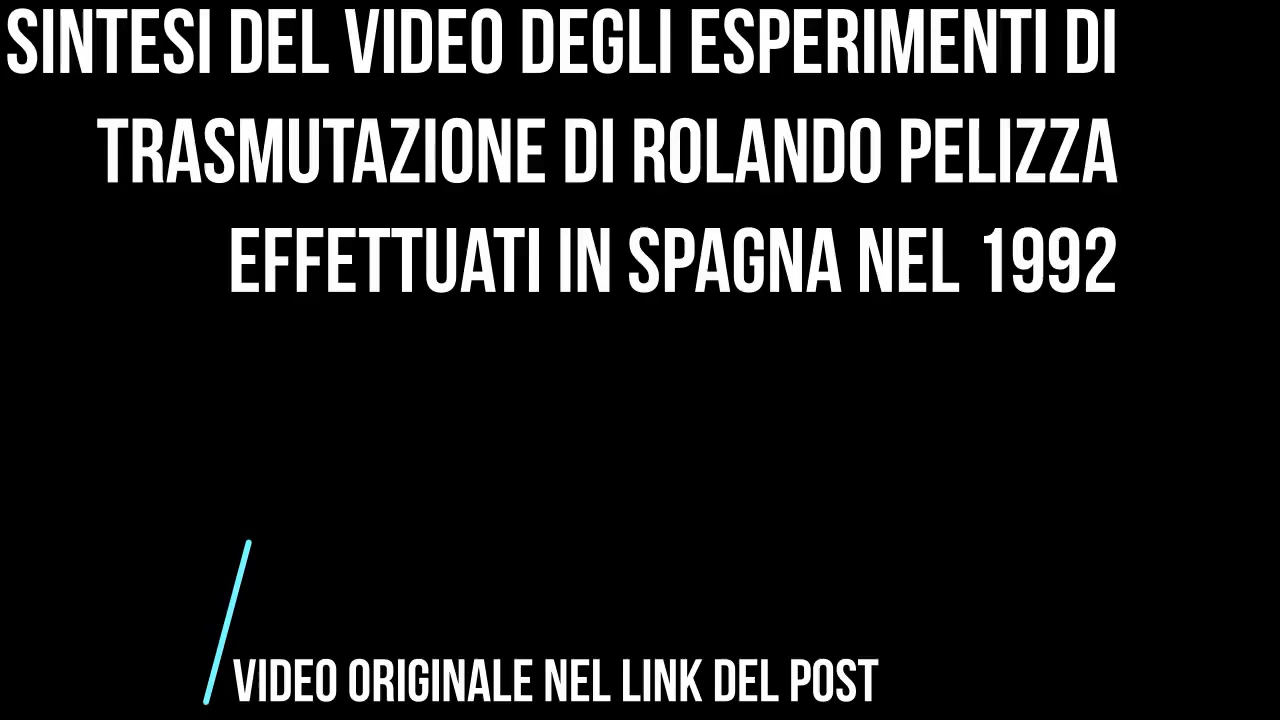 SINTESI DEL VIDEO DEGLI ESPERIMENTI DI
TRASMUTAZIONE DI ROLANDO PELIZZA
EFFETTUATI IN SPAGNA NEL 1992
VIDEO ORIGINALE NEL LINK DEL POST